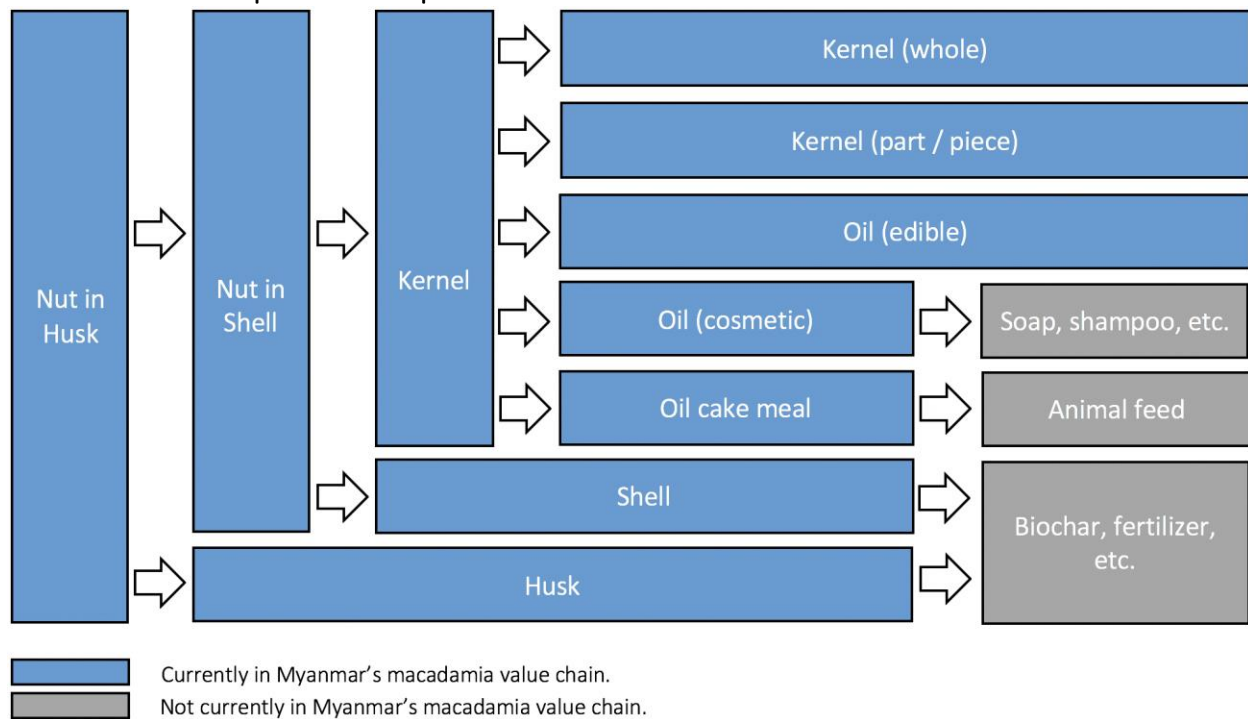 Kernel (whole)
Kernel (part / piece)
Oil (edible)
Nut in
Husk
Nut in
Shell
Kernel
Oil (cosmetic)
Soap, shampoo, etc.
Oil cake meal
Animal feed
Shell
Biochar, fertilizer,
etc.
Husk
Currently in Myanmar’s macadamia value chain.
Not currently in Myanmar’s macadamia value chain.